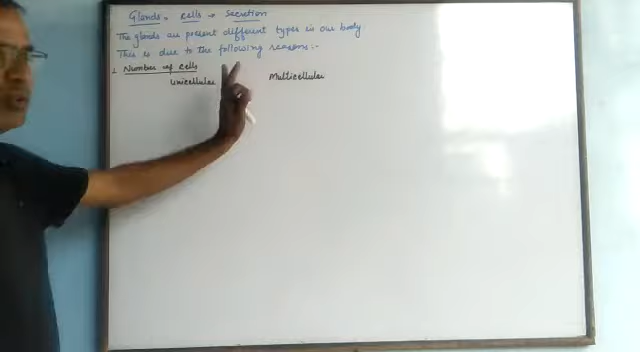 Glands - Cells → Secretion
The glands are present different types in our body
This is due to the following reasons :-
1. Number of cells
Unicellular Multicellular